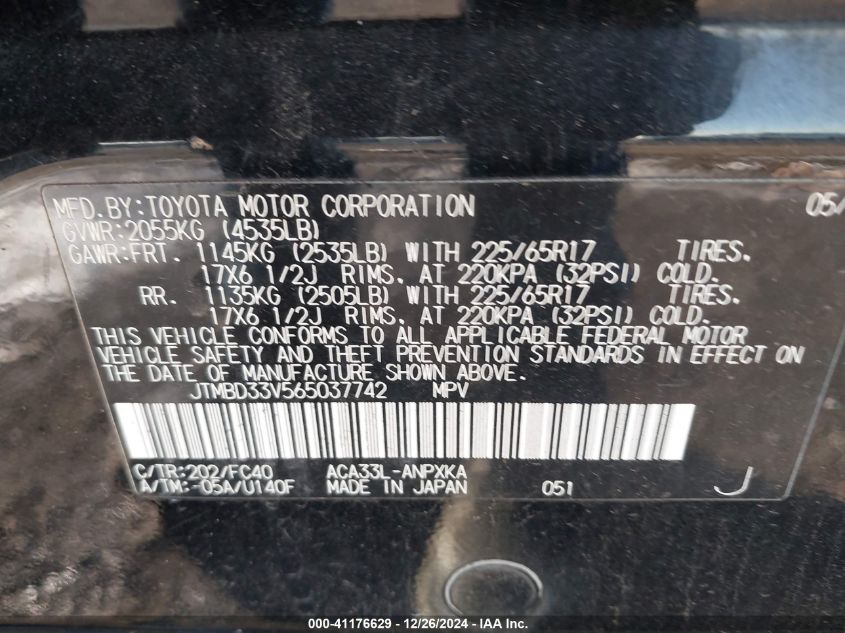 MFD.BY:TOYOTA MOTOR CORPORATION 05/
GVWR:2055KG (4535LB)
GAWR:FRT. 1145KG (2535LB) WITH 225/65R17 TIRES.
17X6 1/2J RIMS. AT 220KPA (32PSI) COLD.
RR. 1135KG (2505LB) WITH 225/65R17 TIRES.
17X6 1/2J RIMS. AT 220KPA (32PSI) COLD.
THIS VEHICLE CONFORMS TO ALL APPLICABLE FEDERAL MOTOR
VEHICLE SAFETY AND THEFT PREVENTION STANDARDS IN EFFECT ON
THE DATE OF MANUFACTURE SHOWN ABOVE.
JTMBD33V565037742 MPV
C/TR:202/FC40 ACA33L-ANPXKA
A/TM:-05A/U140F MADE IN JAPAN 051 J
000-41176629 - 12/26/2024 - IAA Inc.